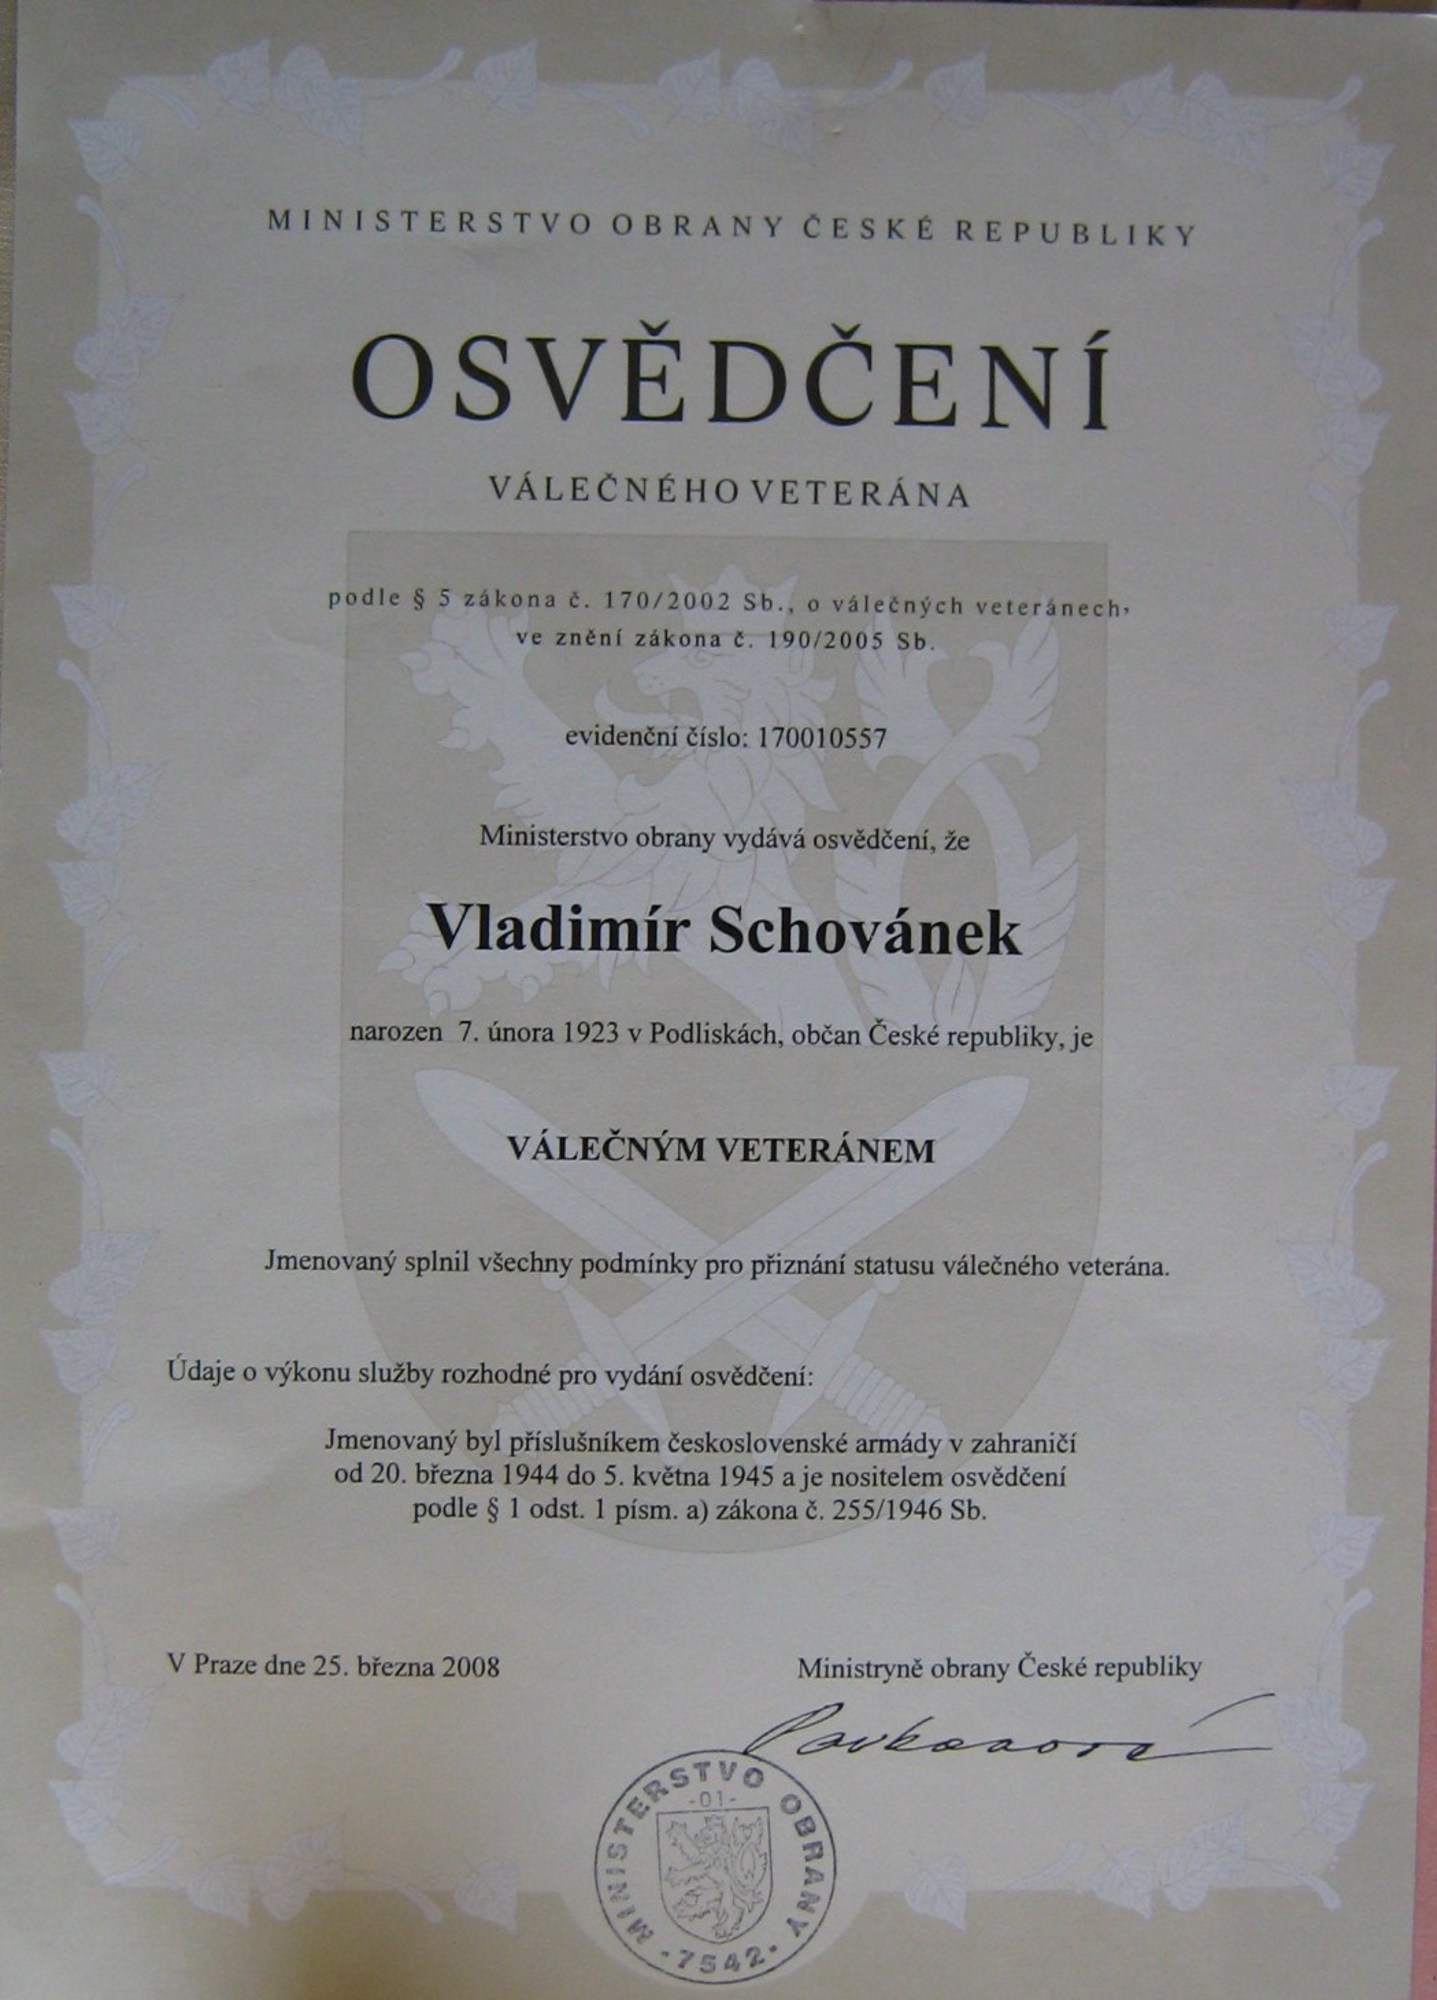 MINISTERSTVO OBRANY ČESKÉ REPUBLIKY
OSVĚDČENÍ
VÁLEČNÉHO VETERÁNA
podle § 5 zákona č. 170/2002 Sb., o válečných veteránech,
ve znění zákona č. 190/2005 Sb.
evidenční číslo: 170010557
Ministerstvo obrany vydává osvědčení, že
Vladimír Schovánek
narozen 7. února 1923 v Podliskách, občan České republiky, je
VÁLEČNÝM VETERÁNEM
Jmenovaný splnil všechny podmínky pro přiznání statusu válečného veterána.
Údaje o výkonu služby rozhodné pro vydání osvědčení:
Jmenovaný byl příslušníkem československé armády v zahraničí
od 20. března 1944 do 5. května 1945 a je nositelem osvědčení
podle § 1 odst. 1 písm. a) zákona č. 255/1946 Sb.
V Praze dne 25. března 2008
Ministryně obrany České republiky
Parkanová
MINISTERSTVO OBRANY
-01-
· 7542 ·